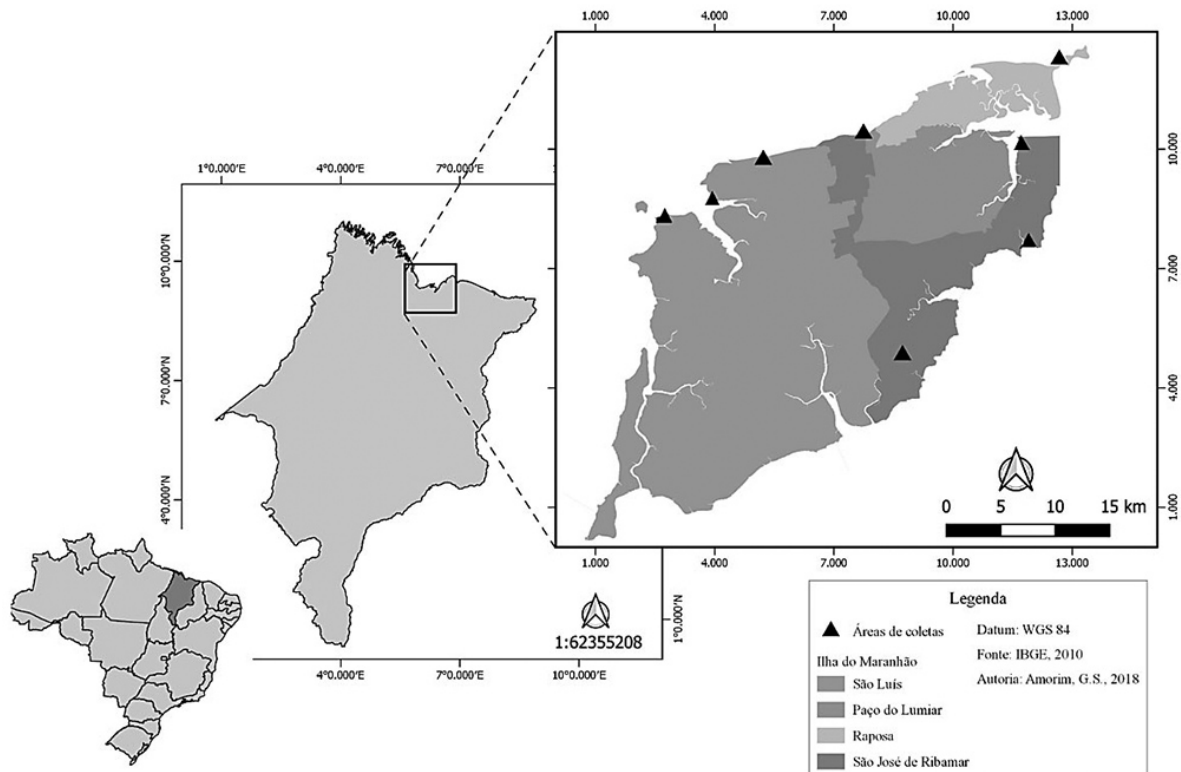 1.000 4.000 7.000 10.000 13.000
10.000
7.000
4.000
1.000
0 5 10 15 km
1.000 4.000 7.000 10.000 13.000
1°0.000'E 4°0.000'E 7°0.000'E 1
10°0.000'N
7°0.000'N
4°0.000'N
1°0.000'N
1:62355208
4°0.000'E 7°0.000'E 10°0.000'E
Legenda
Áreas de coletas
Ilha do Maranhão
São Luís
Paço do Lumiar
Raposa
São José de Ribamar
Datum: WGS 84
Fonte: IBGE, 2010
Autoria: Amorim, G.S., 2018